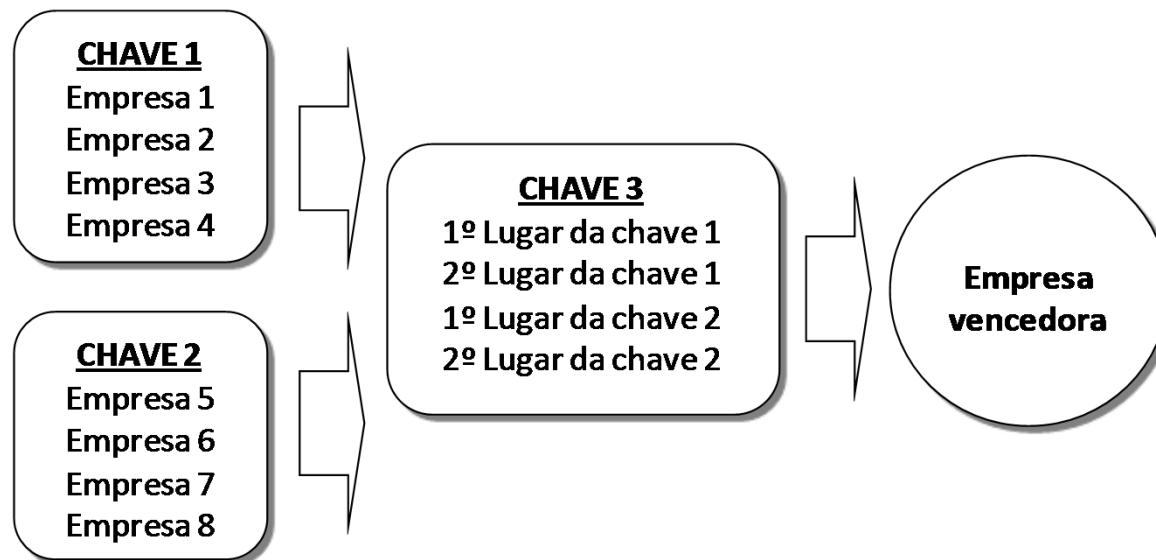 CHAVE 1
Empresa 1
Empresa 2
Empresa 3
Empresa 4
CHAVE 2
Empresa 5
Empresa 6
Empresa 7
Empresa 8
CHAVE 3
1º Lugar da chave 1
2º Lugar da chave 1
1º Lugar da chave 2
2º Lugar da chave 2
Empresa
vencedora